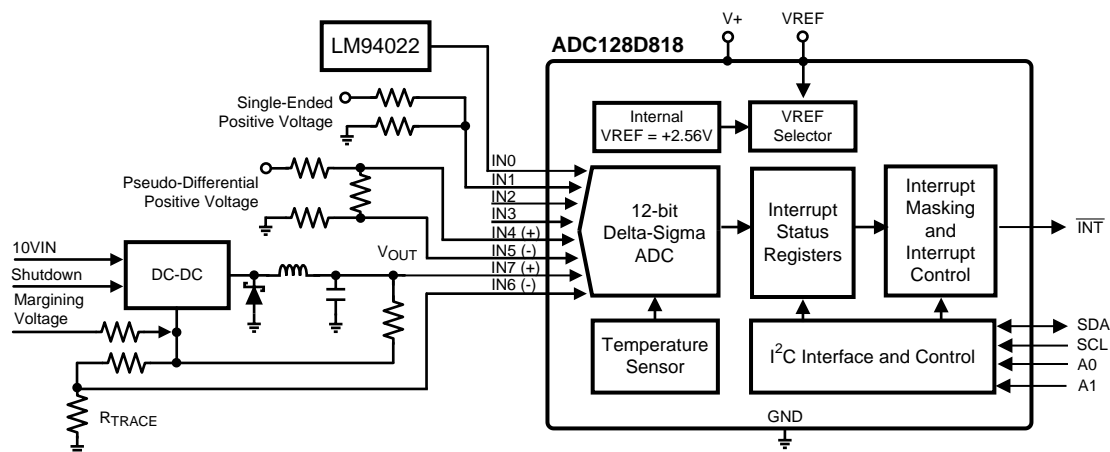 V+
VREF
ADC128D818
LM94022
Single-Ended
Positive Voltage
Internal
VREF = +2.56V
VREF
Selector
Pseudo-Differential
Positive Voltage
IN0
IN1
IN2
IN3
IN4 (+)
IN5 (-)
IN7 (+)
IN6 (-)
12-bit
Delta-Sigma
ADC
Interrupt
Status
Registers
Interrupt
Masking
and
Interrupt
Control
INT
10VIN
Shutdown
Margining
Voltage
DC-DC
VOUT
Temperature
Sensor
I2C Interface and Control
SDA
SCL
A0
A1
RTRACE
GND